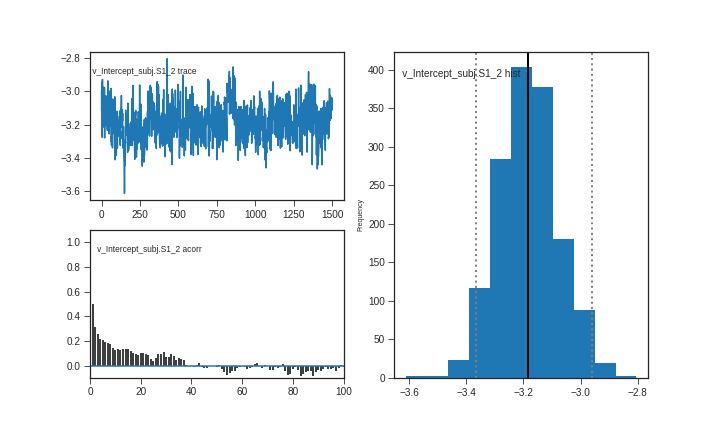 v_Intercept_subj.S1_2 trace
−2.8
−3.0
−3.2
−3.4
−3.6
0 250 500 750 1000 1250 1500
v_Intercept_subj.S1_2 acorr
1.0
0.8
0.6
0.4
0.2
0.0
0 20 40 60 80 100
v_Intercept_subj.S1_2 hist
Frequency
400
350
300
250
200
150
100
50
0
−3.6 −3.4 −3.2 −3.0 −2.8